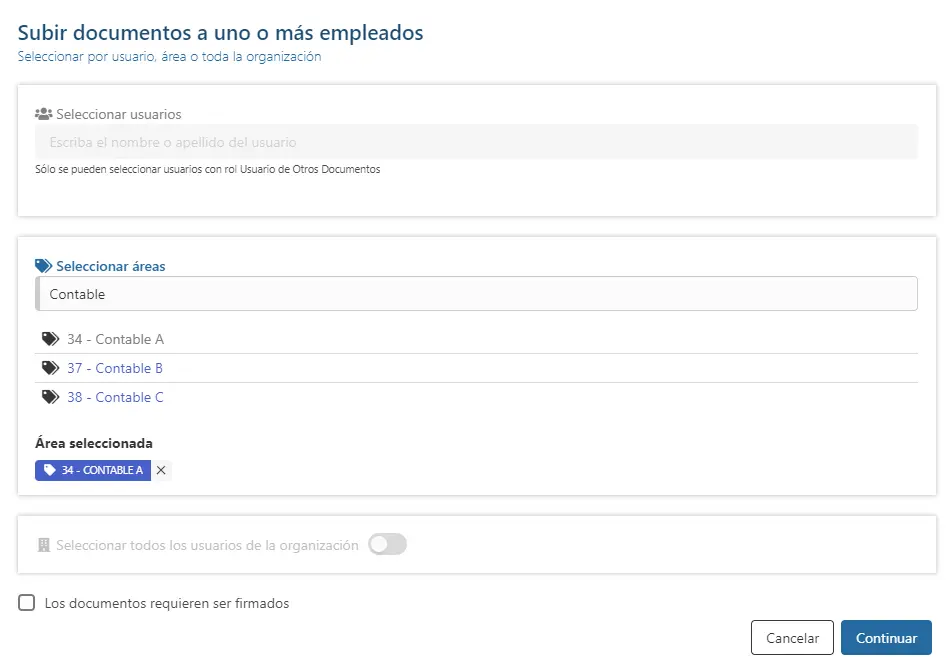 Subir documentos a uno o más empleados
Seleccionar por usuario, área o toda la organización
Seleccionar usuarios
Escriba el nombre o apellido del usuario
Sólo se pueden seleccionar usuarios con rol Usuario de Otros Documentos
Seleccionar áreas
Contable
34 - Contable A
37 - Contable B
38 - Contable C
Área seleccionada
34 - CONTABLE A
Seleccionar todos los usuarios de la organización
Los documentos requieren ser firmados
Cancelar
Continuar